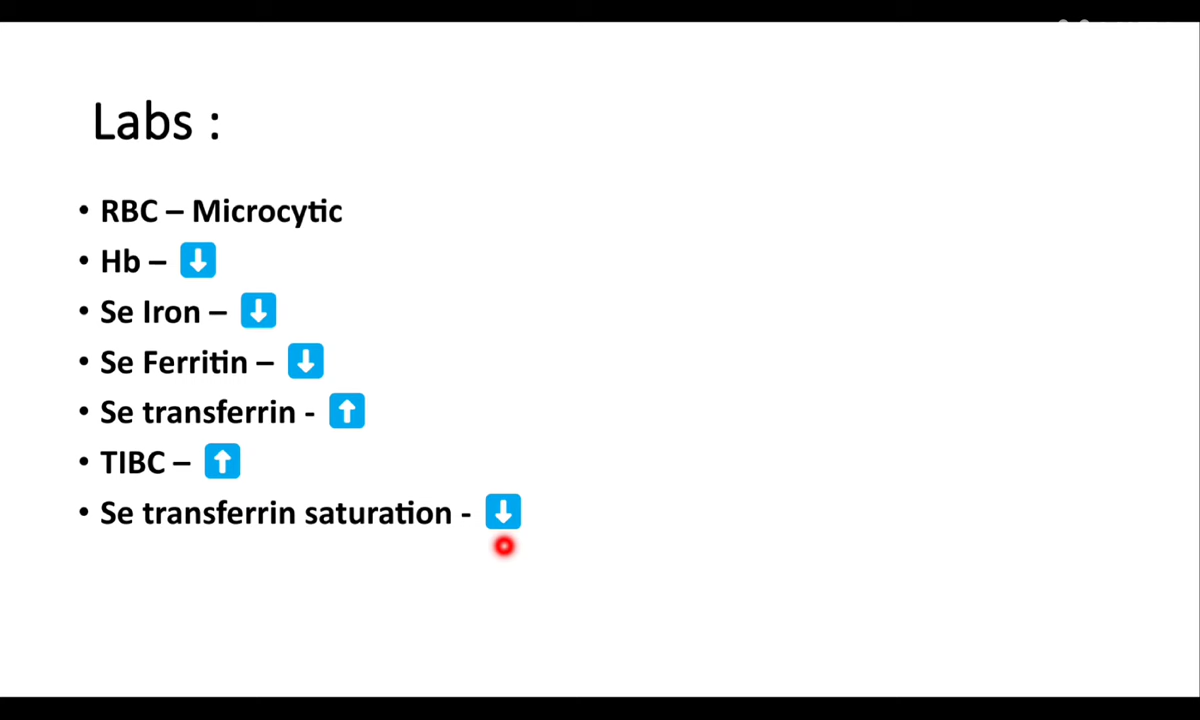 Labs :
• RBC – Microcytic
• Hb – ⬇️
• Se Iron – ⬇️
• Se Ferritin – ⬇️
• Se transferrin - ⬆️
• TIBC – ⬆️
• Se transferrin saturation - ⬇️